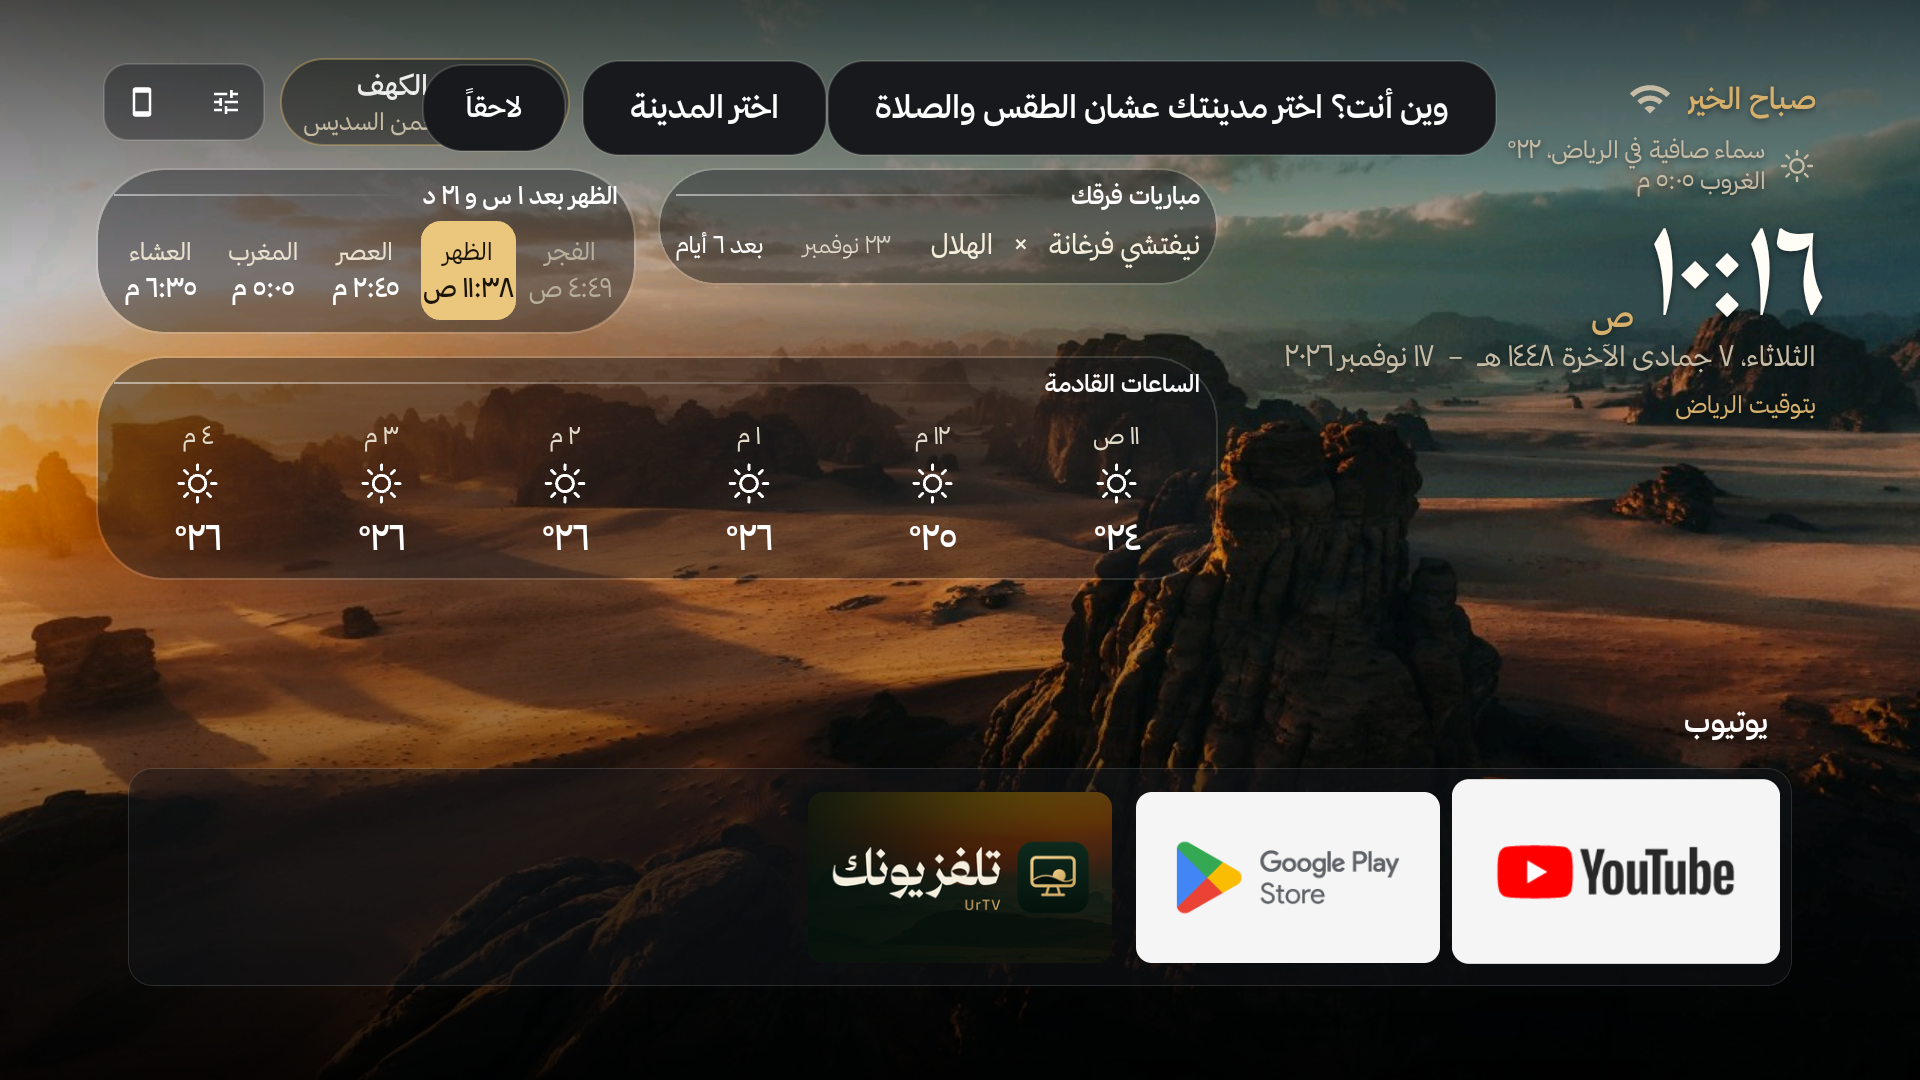 صباح الخير
سماء صافية في الرياض، ٢٢°
الغروب ٥:٠٥ م
١٠:١٦ ص
الثلاثاء، ٧ جمادى الآخرة ١٤٤٨ هـ – ١٧ نوفمبر ٢٠٢٦
بتوقيت الرياض
وين أنت؟ اختر مدينتك عشان الطقس والصلاة
اختر المدينة
لاحقاً
الكهف
السديس
مباريات فرقك
نيفتشي فرغانة × الهلال ٢٣ نوفمبر بعد ٦ أيام
الظهر بعد ١ س و ٢١ د
الفجر الظهر العصر المغرب العشاء
٤:٤٩ ص ١١:٣٨ ص ٢:٤٥ م ٥:٠٥ م ٦:٣٥ م
الساعات القادمة
١١ ص ١٢ م ١ م ٢ م ٣ م ٤ م
٢٤° ٢٥° ٢٦° ٢٦° ٢٦° ٢٦°
يوتيوب
YouTube
Google Play
Store
تلفزيونك
UrTV